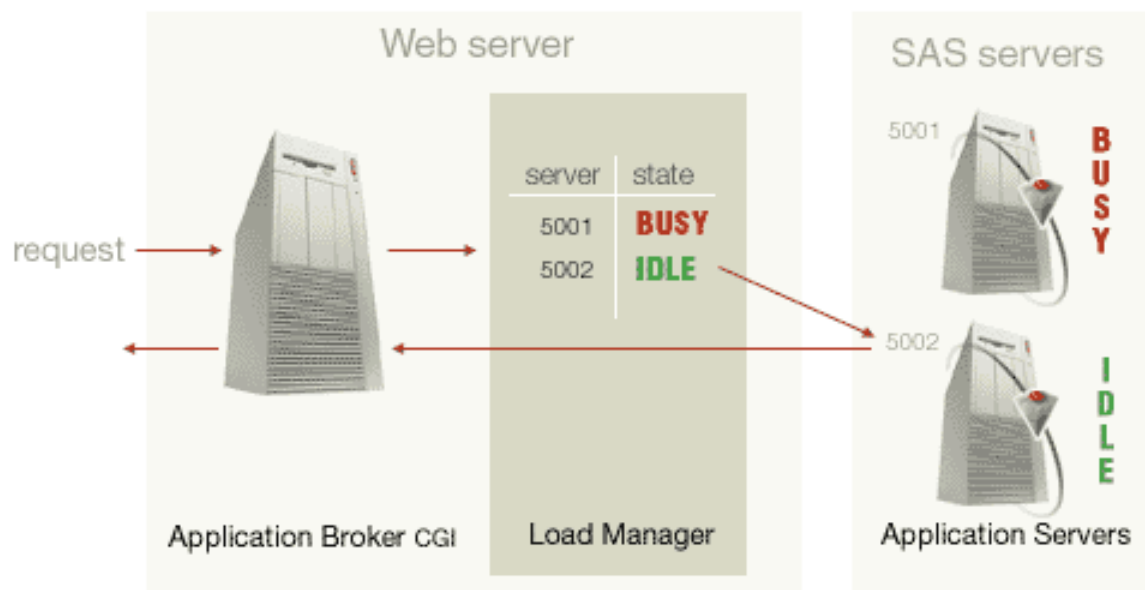 Web server
SAS servers
request
server state
5001 BUSY
5002 IDLE
5001
BUSY
5002
IDLE
Application Broker CGI
Load Manager
Application Servers